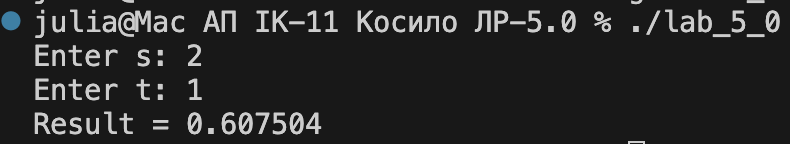 julia@Mac АП ІК-11 Косило ЛР-5.0 % ./lab_5_0
Enter s: 2
Enter t: 1
Result = 0.607504